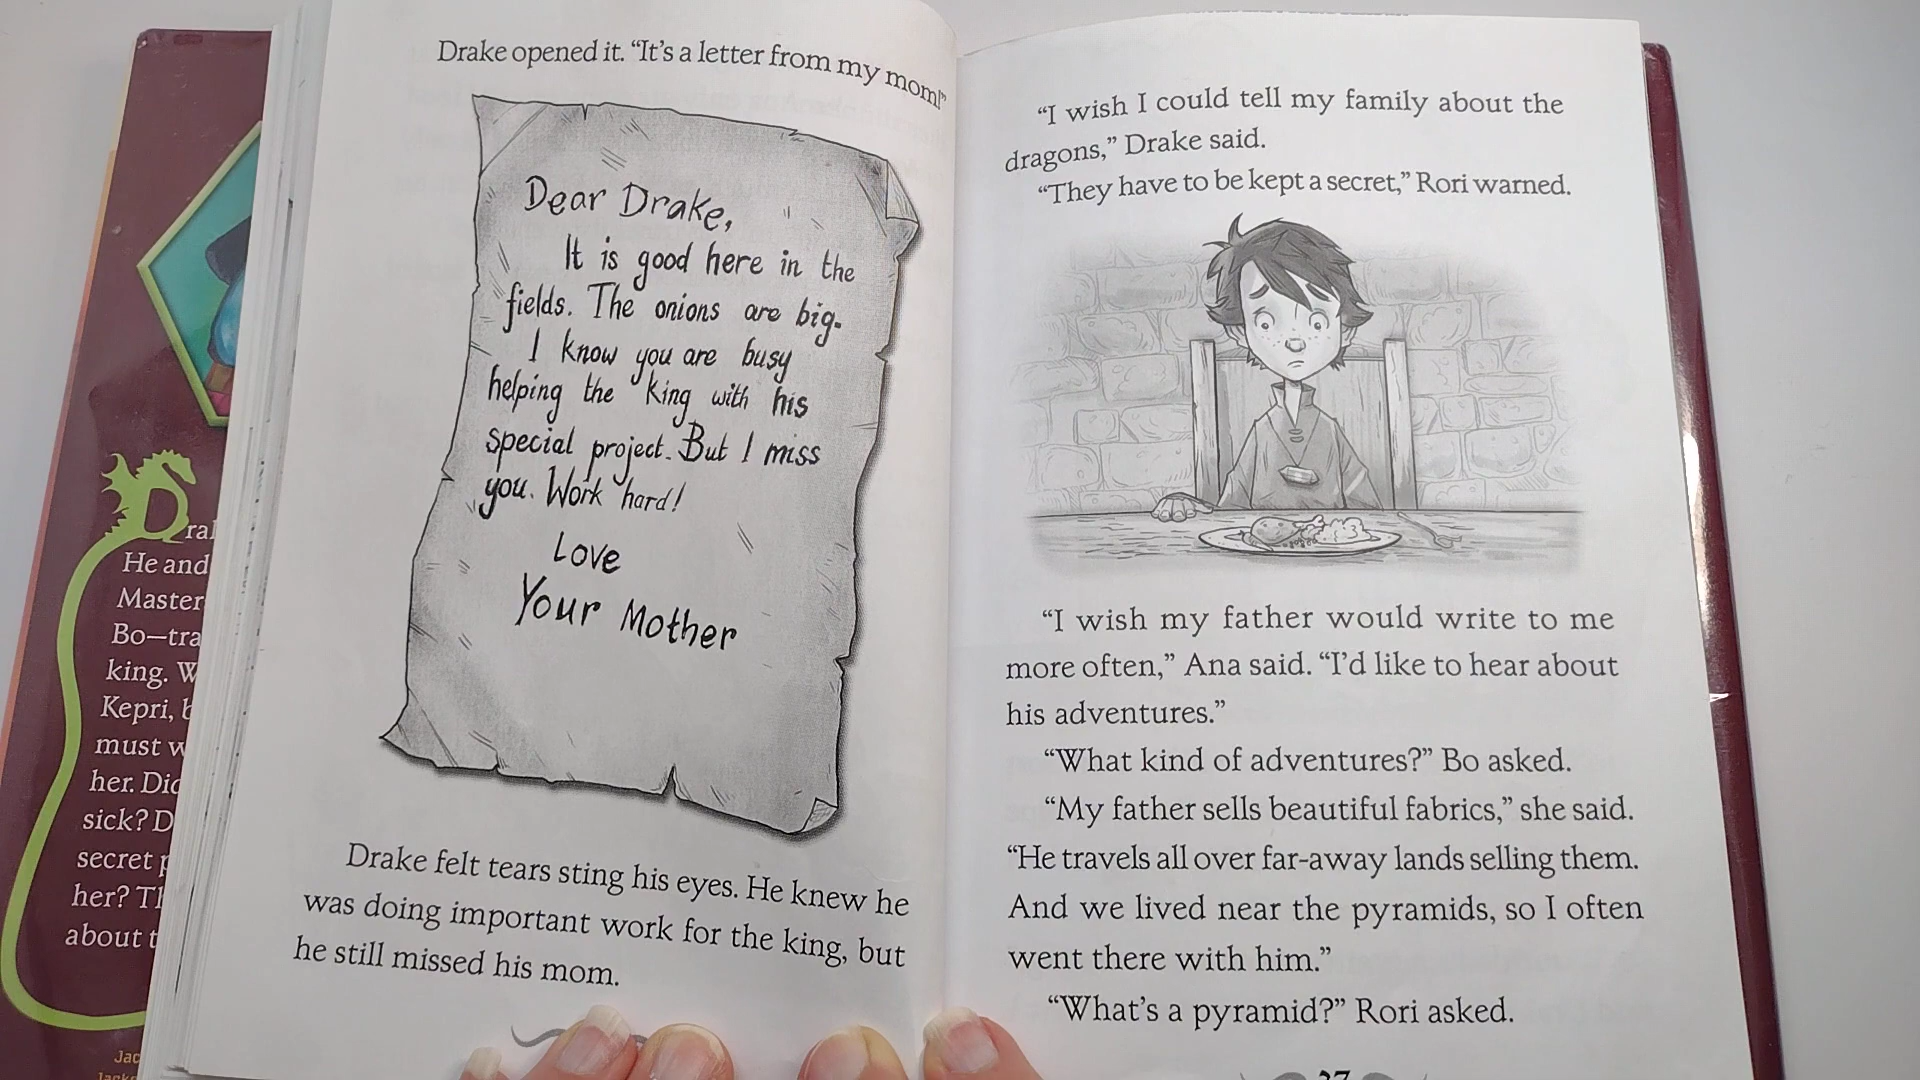 Drake opened it. “It’s a letter from my mom!”
Dear Drake,
It is good here in the
fields. The onions are big.
I know you are busy
helping the king with his
special project. But I miss
you. Work hard!
Love
Your Mother
Drake felt tears sting his eyes. He knew he
was doing important work for the king, but
he still missed his mom.
“I wish I could tell my family about the
dragons,” Drake said.
“They have to be kept a secret,” Rori warned.
“I wish my father would write to me
more often,” Ana said. “I’d like to hear about
his adventures.”
“What kind of adventures?” Bo asked.
“My father sells beautiful fabrics,” she said.
“He travels all over far-away lands selling them.
And we lived near the pyramids, so I often
went there with him.”
“What’s a pyramid?” Rori asked.
He and
Master
Bo—tra
king. W
Kepri, b
must w
her. Did
sick? D
secret p
her? Th
about t
Jac